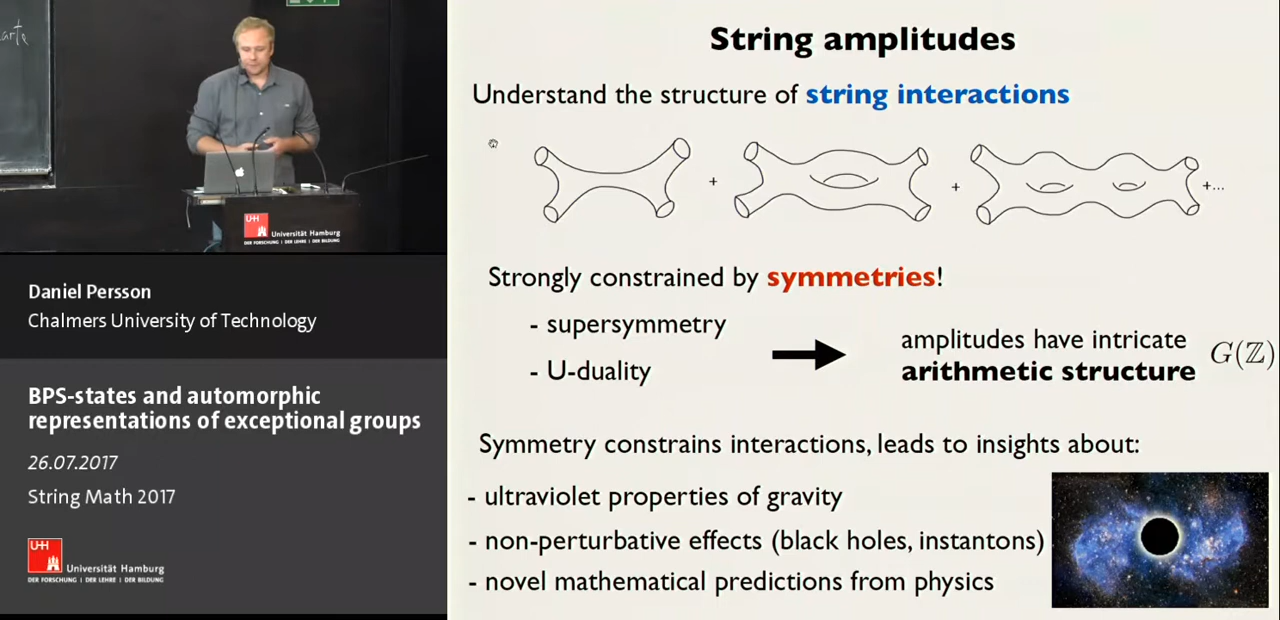 arte
String amplitudes
Understand the structure of string interactions
+
+
+...
Strongly constrained by symmetries!
- supersymmetry
- U-duality
amplitudes have intricate
arithmetic structure
G(ℤ)
Symmetry constrains interactions, leads to insights about:
- ultraviolet properties of gravity
- non-perturbative effects (black holes, instantons)
- novel mathematical predictions from physics
UH
Universität Hamburg
DER FORSCHUNG | DER LEHRE | DER BILDUNG
Daniel Persson
Chalmers University of Technology
BPS-states and automorphic
representations of exceptional groups
26.07.2017
String Math 2017
UH
Universität Hamburg
DER FORSCHUNG | DER LEHRE | DER BILDUNG